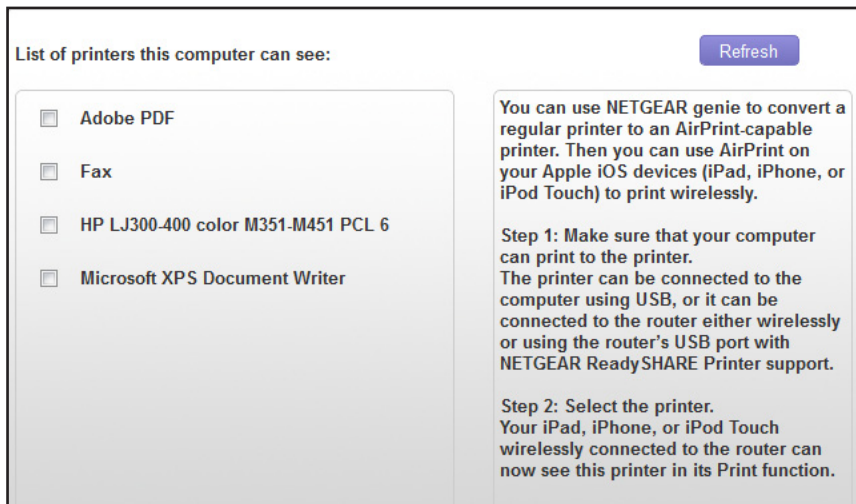 List of printers this computer can see:
Refresh
Adobe PDF
Fax
HP LJ300-400 color M351-M451 PCL 6
Microsoft XPS Document Writer
You can use NETGEAR genie to convert a
regular printer to an AirPrint-capable
printer. Then you can use AirPrint on
your Apple iOS devices (iPad, iPhone, or
iPod Touch) to print wirelessly.
Step 1: Make sure that your computer
can print to the printer.
The printer can be connected to the
computer using USB, or it can be
connected to the router either wirelessly
or using the router's USB port with
NETGEAR ReadySHARE Printer support.
Step 2: Select the printer.
Your iPad, iPhone, or iPod Touch
wirelessly connected to the router can
now see this printer in its Print function.